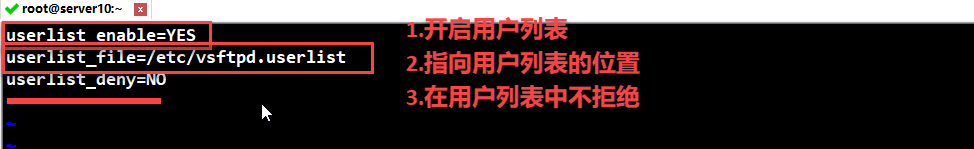 root@server10:~
userlist_enable=YES
1.开启用户列表
userlist_file=/etc/vsftpd.userlist
2.指向用户列表的位置
userlist_deny=NO
3.在用户列表中不拒绝
~
~